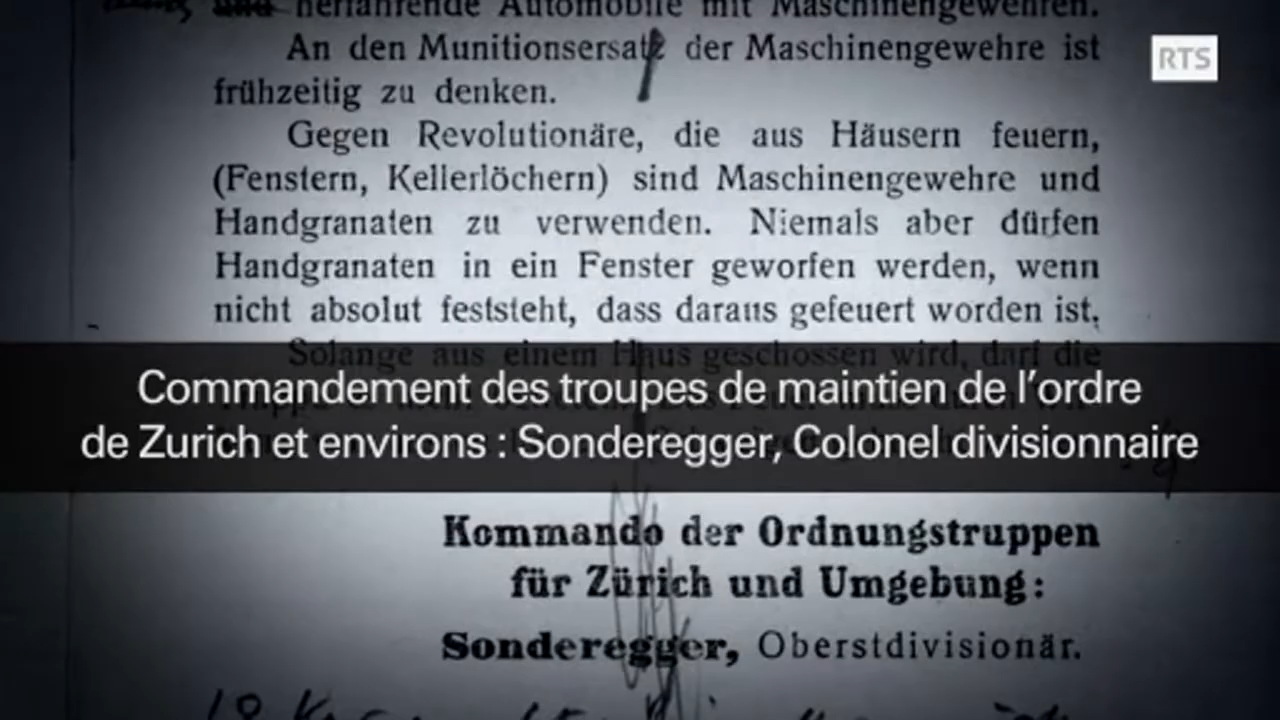 herfahrende Automobile mit Maschinengewehren.
An den Munitionsersatz der Maschinengewehre ist
frühzeitig zu denken.
RTS
Gegen Revolutionäre, die aus Häusern feuern,
(Fenstern, Kellerlöchern) sind Maschinengewehre und
Handgranaten zu verwenden. Niemals aber dürfen
Handgranaten in ein Fenster geworfen werden, wenn
nicht absolut feststeht, dass daraus gefeuert worden ist.
Solange aus einem Haus geschossen wird, darf die
Commandement des troupes de maintien de l’ordre
de Zurich et environs : Sonderegger, Colonel divisionnaire
Kommando der Ordnungstruppen
für Zürich und Umgebung:
Sonderegger, Oberstdivisionär.